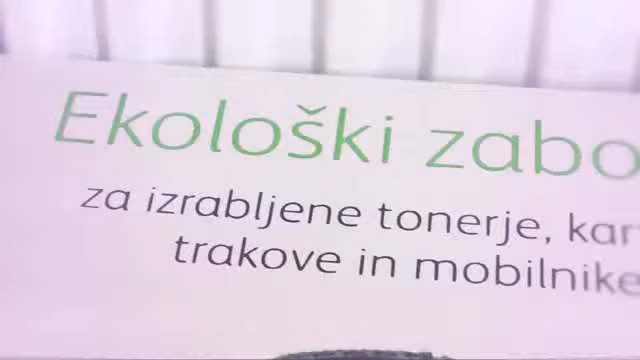 Ekološki zabo
za izrabljene tonerje, kar
trakove in mobilnike